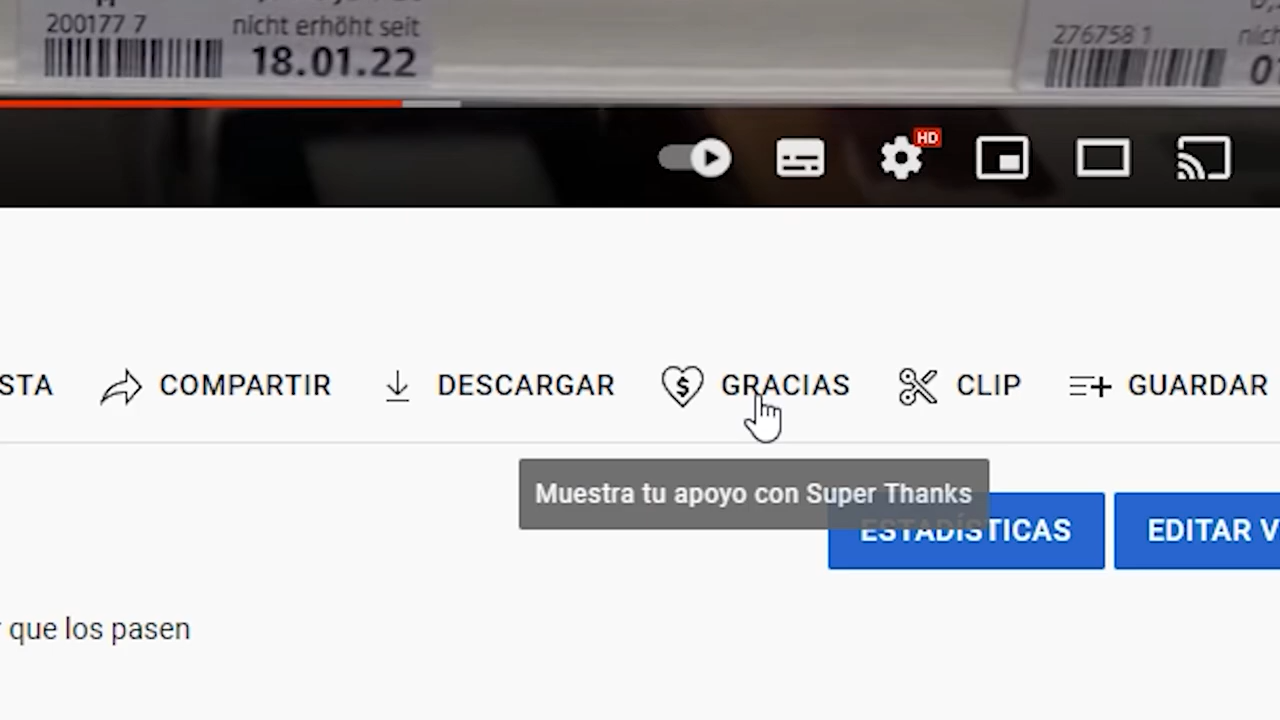 200177 7
nicht erhöht seit
18.01.22
276758 1
HD
STA
COMPARTIR
DESCARGAR
$
GRACIAS
CLIP
GUARDAR
Muestra tu apoyo con Super Thanks
ESTADÍSTICAS
EDITAR V
que los pasen